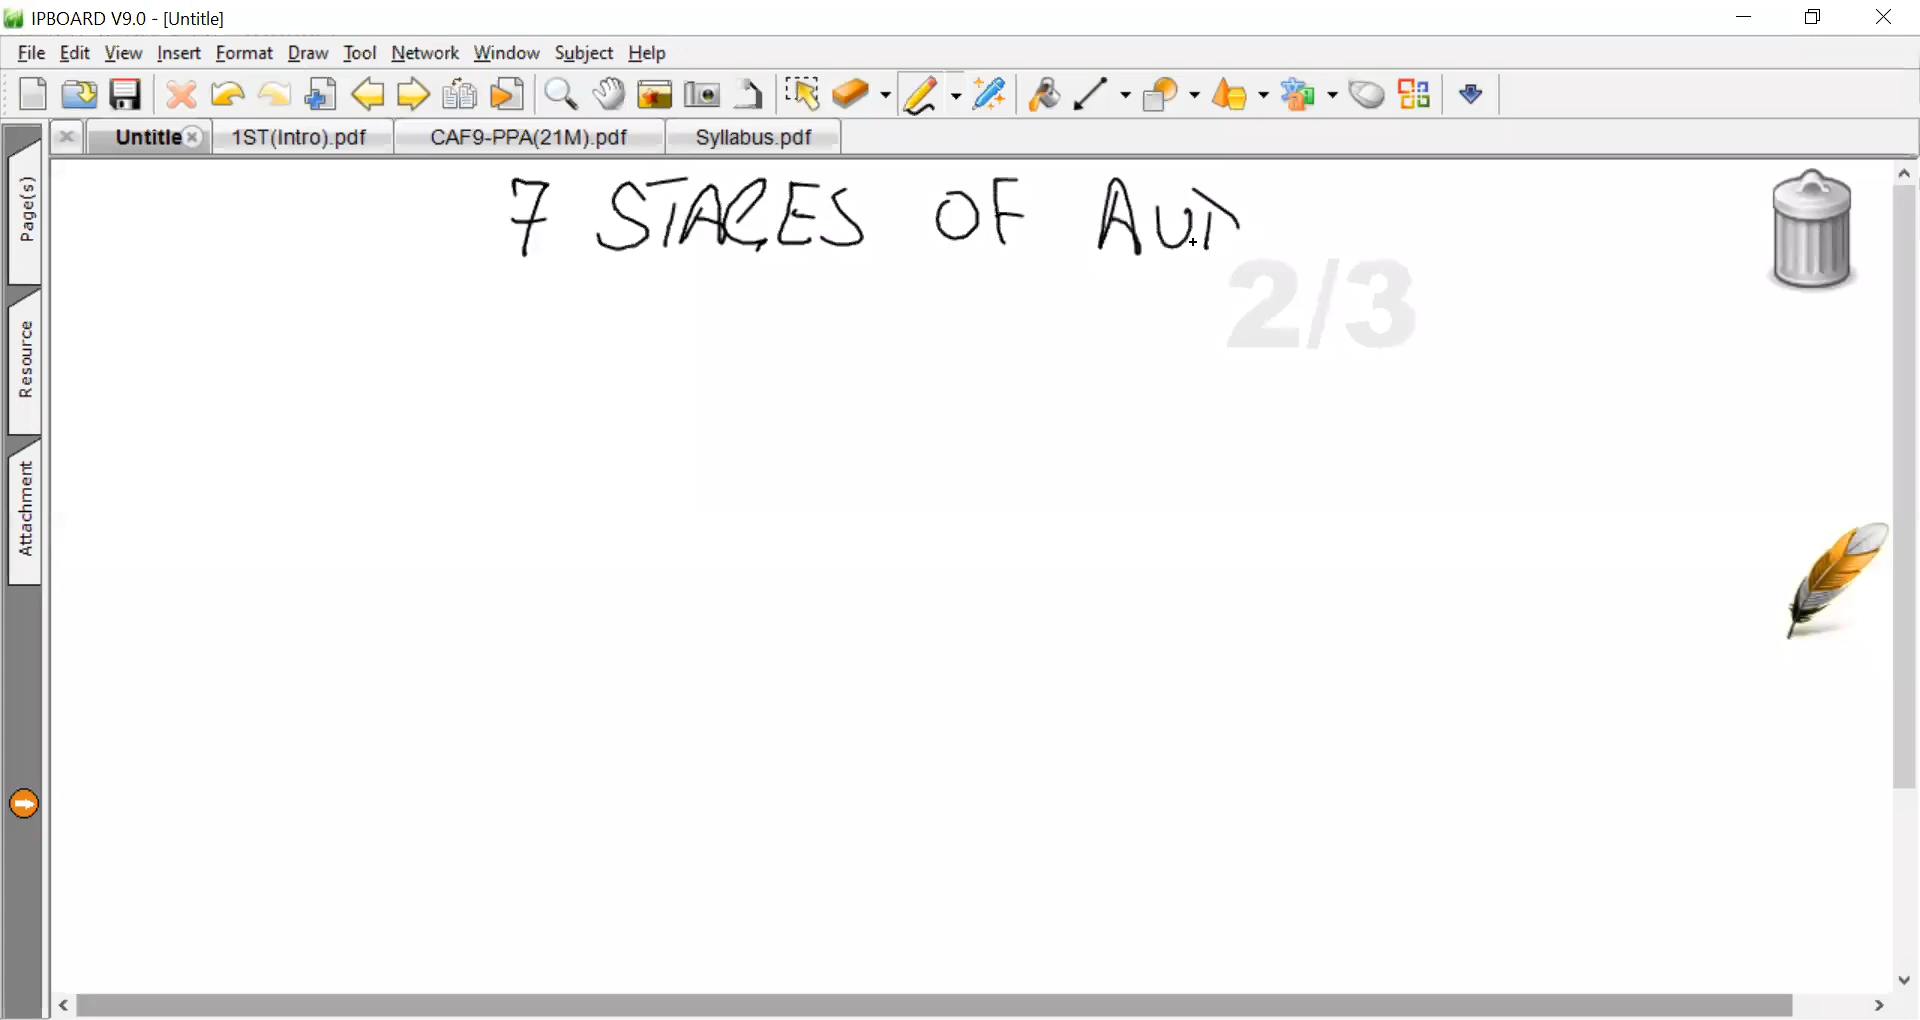 IPBOARD V9.0 - [Untitle]
File Edit View Insert Format Draw Tool Network Window Subject Help
Untitle 1ST(Intro).pdf CAF9-PPA(21M).pdf Syllabus.pdf
Page(s)
Resource
Attachment
7 STAGES OF
2/3